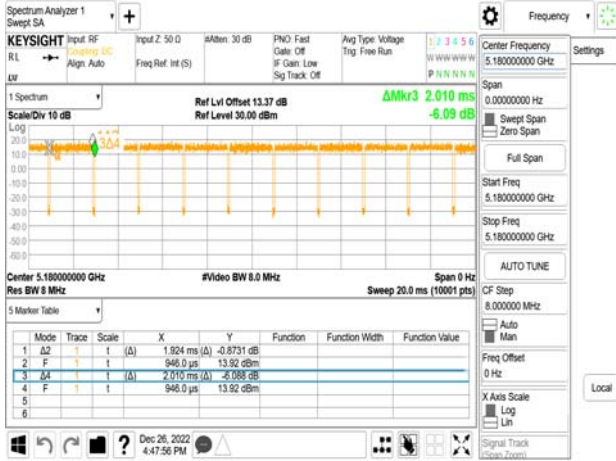 Spectrum Analyzer 1
Swept SA
Frequency
KEYSIGHT Input: RF Input Z: 50 Ω #Atten: 30 dB PNO: Fast Avg Type: Voltage 1 2 3 4 5 6
RL Coupling: DC Gate: Off Trig: Free Run
Align: Auto Freq Ref: Int (S) IF Gain: Low W W W W W W
Sig Track: Off P N N N N N
Center Frequency
5.180000000 GHz
Settings
Span
0.00000000 Hz
Swept Span
Zero Span
Full Span
Start Freq
5.180000000 GHz
Stop Freq
5.180000000 GHz
AUTO TUNE
CF Step
8.000000 MHz
Auto
Man
Freq Offset
0 Hz
X Axis Scale
Log
Lin
Signal Track
(Span Zoom)
Local
1 Spectrum
Scale/Div 10 dB
Ref Lvl Offset 13.37 dB
Ref Level 30.00 dBm
ΔMkr3 2.010 ms
-6.09 dB
Log
20.0
10.0
0.00
-10.0
-20.0
-30.0
-40.0
-50.0
-60.0
3Δ4
Center 5.180000000 GHz #Video BW 8.0 MHz Span 0 Hz
Res BW 8 MHz Sweep 20.0 ms (10001 pts)
5 Marker Table
Mode Trace Scale X Y Function Function Width Function Value
1 Δ2 1 t (Δ) 1.924 ms (Δ) -0.8731 dB
2 F 1 t 946.0 µs 13.92 dBm
3 Δ4 1 t (Δ) 2.010 ms (Δ) -6.088 dB
4 F 1 t 946.0 µs 13.92 dBm
5
6
Dec 26, 2022
4:47:56 PM